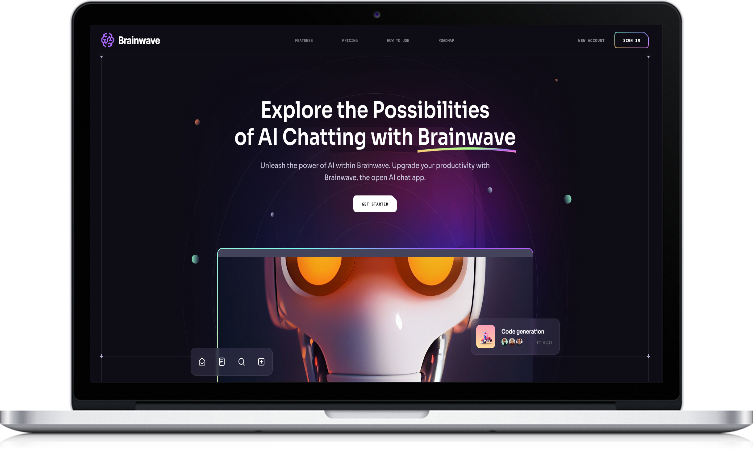 Brainwave
FEATURES
PRICING
HOW TO USE
ROADMAP
NEW ACCOUNT
SIGN IN
Explore the Possibilities
of AI Chatting with Brainwave
Unleash the power of AI within Brainwave. Upgrade your productivity with
Brainwave, the open AI chat app.
GET STARTED
Code generation